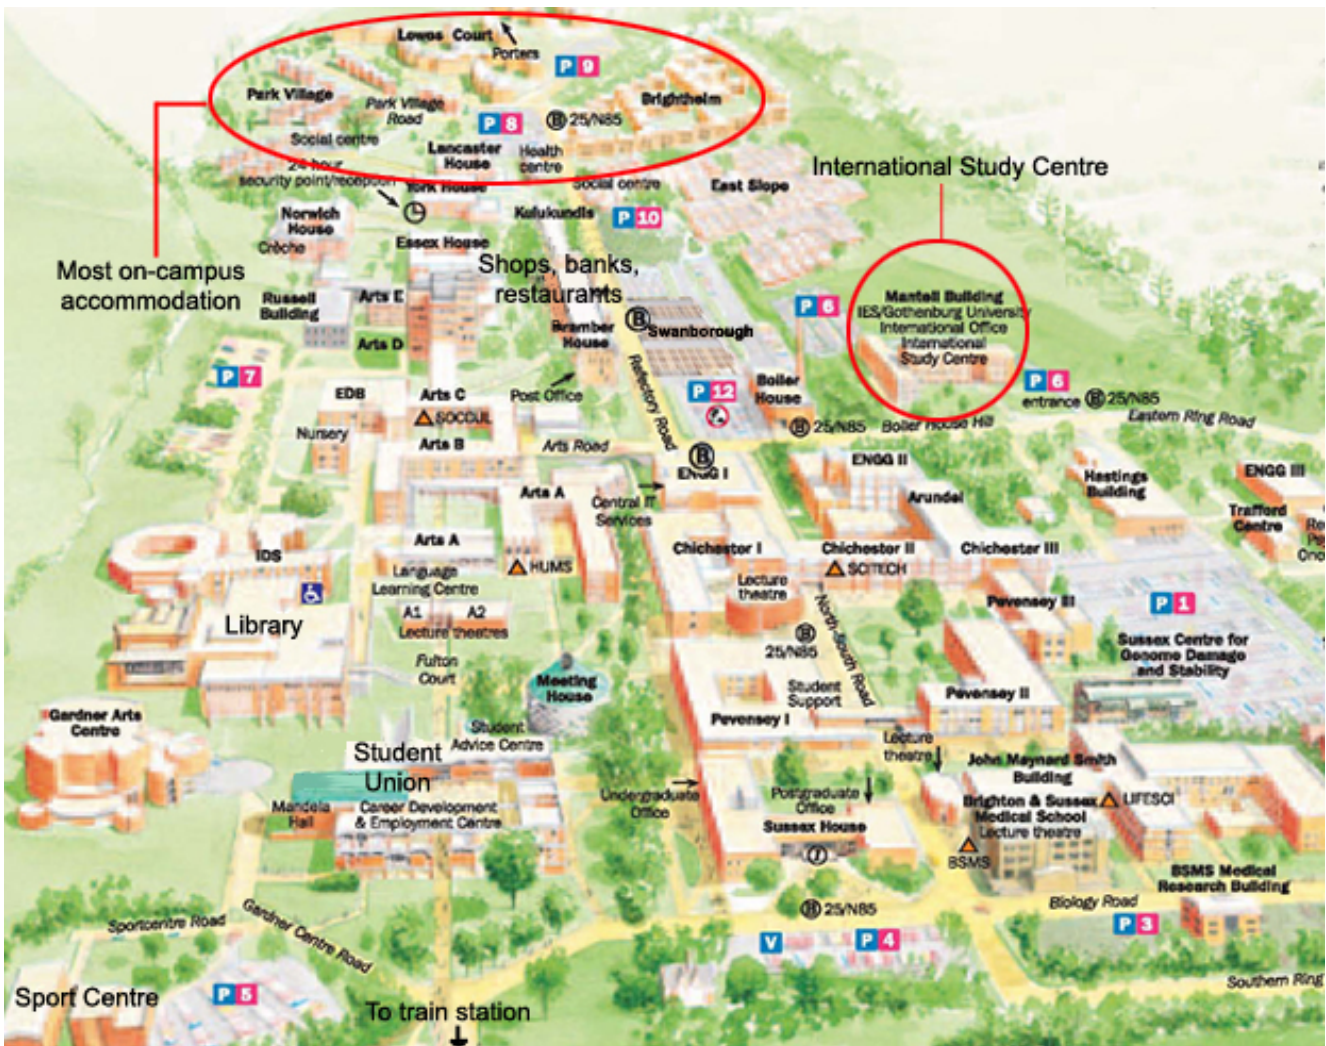 Lewes Court
Porters
P 9
Park Village
Park Village
Road
Brighthelm
P 8
B 25/N85
Social centre
Lancaster
House
Health
centre
24-hour
security point/reception
York House
Social centre
East Slope
International Study Centre
Norwich
House
Crèche
Kulukundis
P 10
Essex House
Most on-campus
accommodation
Shops, banks,
restaurants
Russell
Building
Arts E
Arts D
Bramber
House
B
Swanborough
P 6
Mantell Building
IES/Gothenburg University
International Office
International
Study Centre
P 7
EDB
Arts C
SOCCUL
Post Office
Refectory Road
P 12
Boiler
House
P 6
entrance B 25/N85
Eastern Ring Road
Nursery
Arts B
Arts Road
B
B 25/N85
Boiler House Hill
ENGG I
ENGG II
Hastings
Building
ENGG III
Arts A
Central IT
Services
Arundel
Trafford
Centre
IDS
Arts A
HUMS
Chichester I
Chichester II
SCITECH
Chichester III
Language
Learning Centre
Lecture
theatre
A1 A2
Lecture theatres
Library
Pevensey III
P 1
North-South Road
B
25/N85
Sussex Centre for
Genome Damage
and Stability
Fulton
Court
Meeting
House
Student
Support
Pevensey II
Gardner Arts
Centre
Pevensey I
Student
Advice Centre
Lecture
theatre
Student
Union
John Maynard Smith
Building
Mandela
Hall
Career Development
& Employment Centre
Undergraduate
Office
Postgraduate
Office
Sussex House
i
Brighton & Sussex
Medical School
Lecture theatre
LIFESCI
BSMS
BSMS Medical
Research Building
Biology Road
Sportcentre Road
Gardner Centre Road
B 25/N85
P 3
V
P 4
Southern Ring
Sport Centre
P 5
To train station